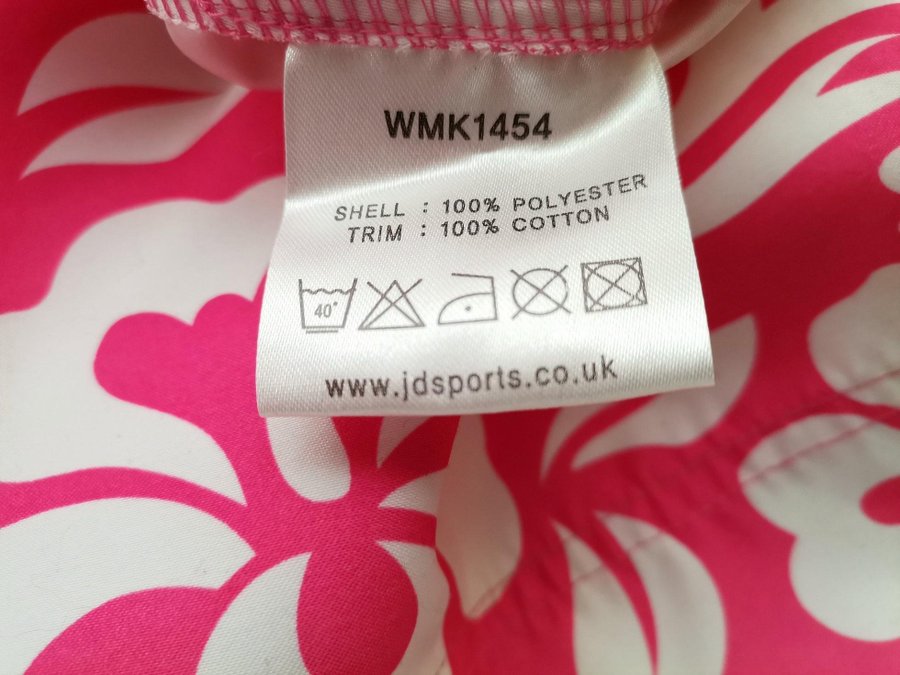 WMK1454
SHELL : 100% POLYESTER
TRIM : 100% COTTON
40°
www.jdsports.co.uk